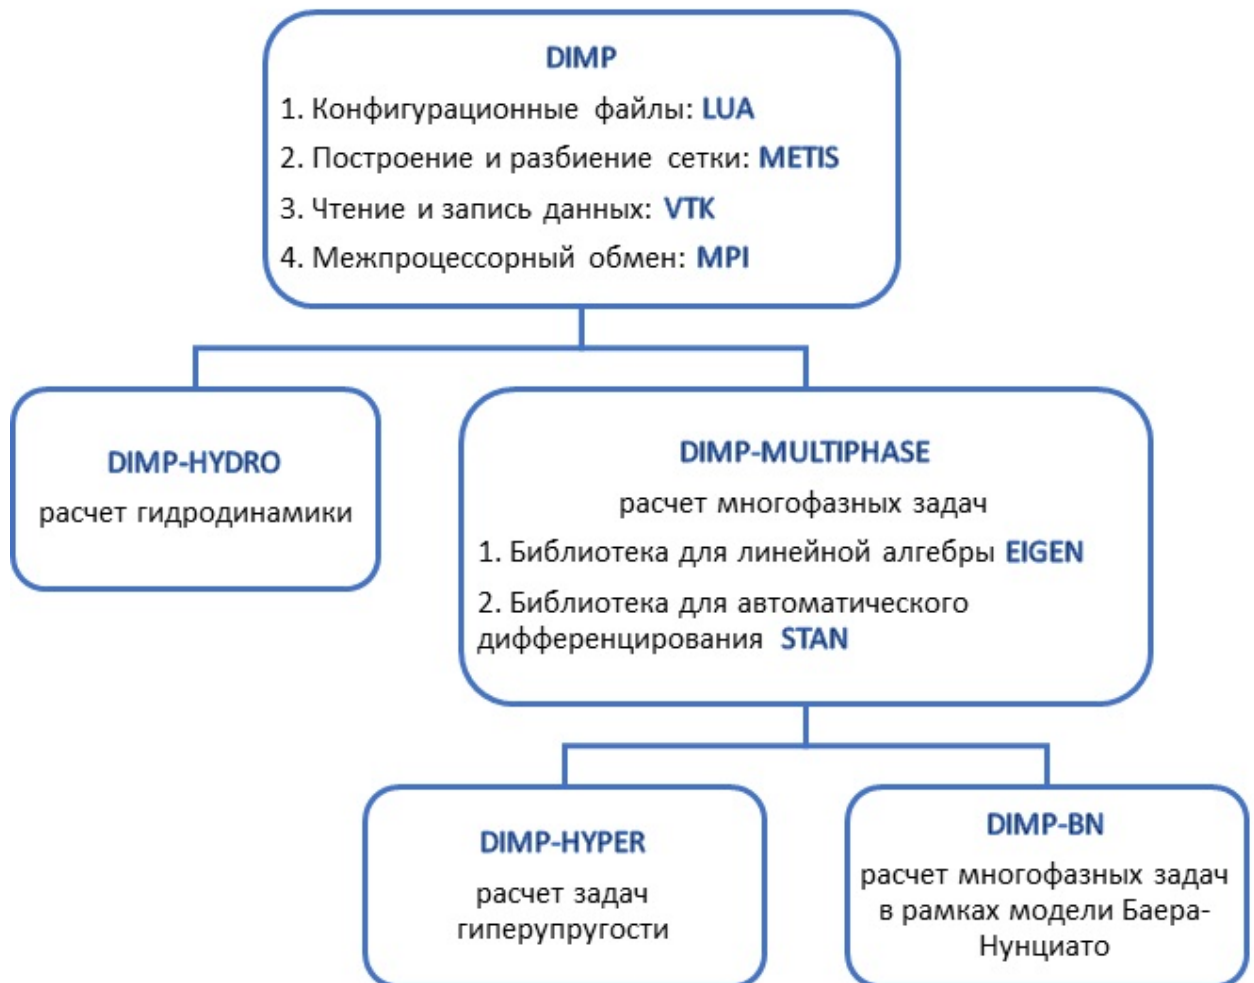 DIMP
1. Конфигурационные файлы: LUA
2. Построение и разбиение сетки: METIS
3. Чтение и запись данных: VTK
4. Межпроцессорный обмен: MPI
DIMP-HYDRO
расчет гидродинамики
DIMP-MULTIPHASE
расчет многофазных задач
1. Библиотека для линейной алгебры EIGEN
2. Библиотека для автоматического
дифференцирования STAN
DIMP-HYPER
расчет задач
гиперупругости
DIMP-BN
расчет многофазных задач
в рамках модели Баера-
Нунциато